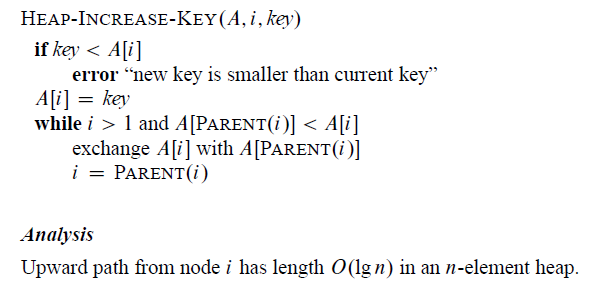 HEAP-INCREASE-KEY(A, i, key)
if key < A[i]
error “new key is smaller than current key”
A[i] = key
while i > 1 and A[PARENT(i)] < A[i]
exchange A[i] with A[PARENT(i)]
i = PARENT(i)
Analysis
Upward path from node i has length O(lg n) in an n-element heap.